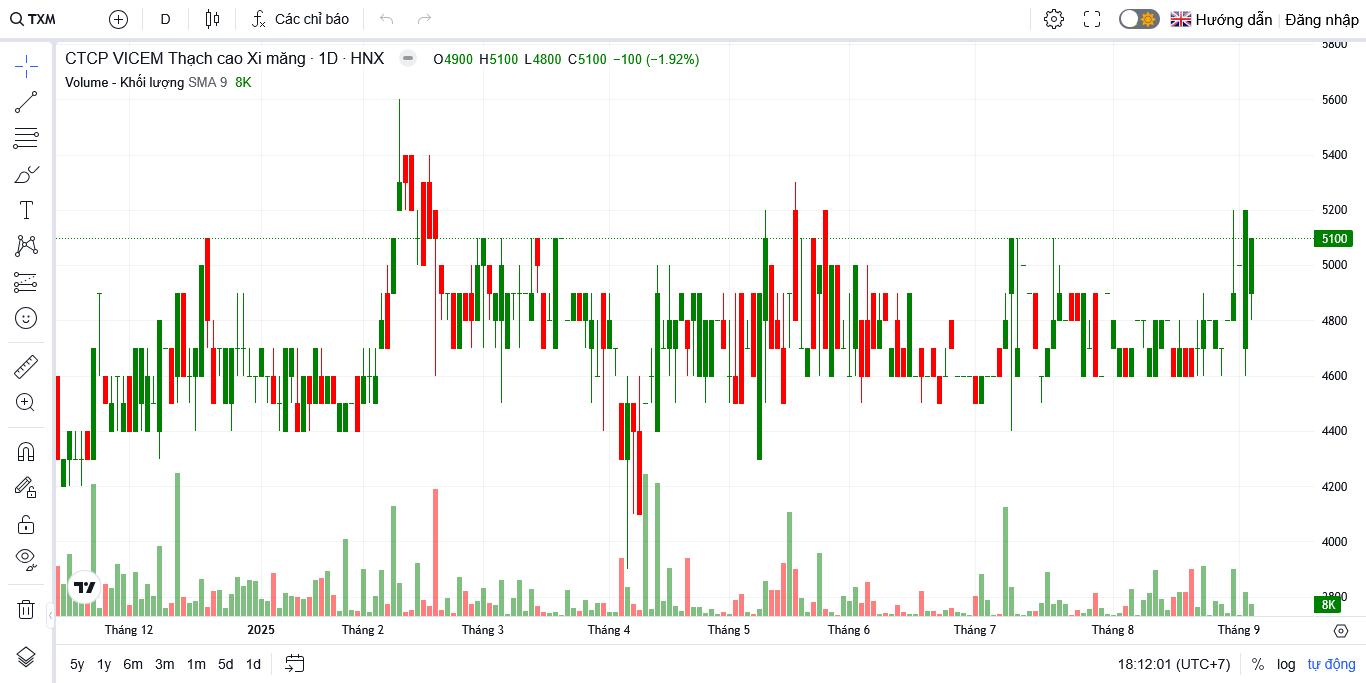 TXM D Các chỉ báo Hướng dẫn Đăng nhập
CTCP VICEM Thạch cao Xi măng · 1D · HNX O4900 H5100 L4800 C5100 −100 (−1.92%)
Volume - Khối lượng SMA 9 8K
5800
5600
5400
5200
5100
5000
4800
4600
4400
4200
4000
3800
8K
Tháng 12 2025 Tháng 2 Tháng 3 Tháng 4 Tháng 5 Tháng 6 Tháng 7 Tháng 8 Tháng 9
5y 1y 6m 3m 1m 5d 1d 18:12:01 (UTC+7) % log tự động